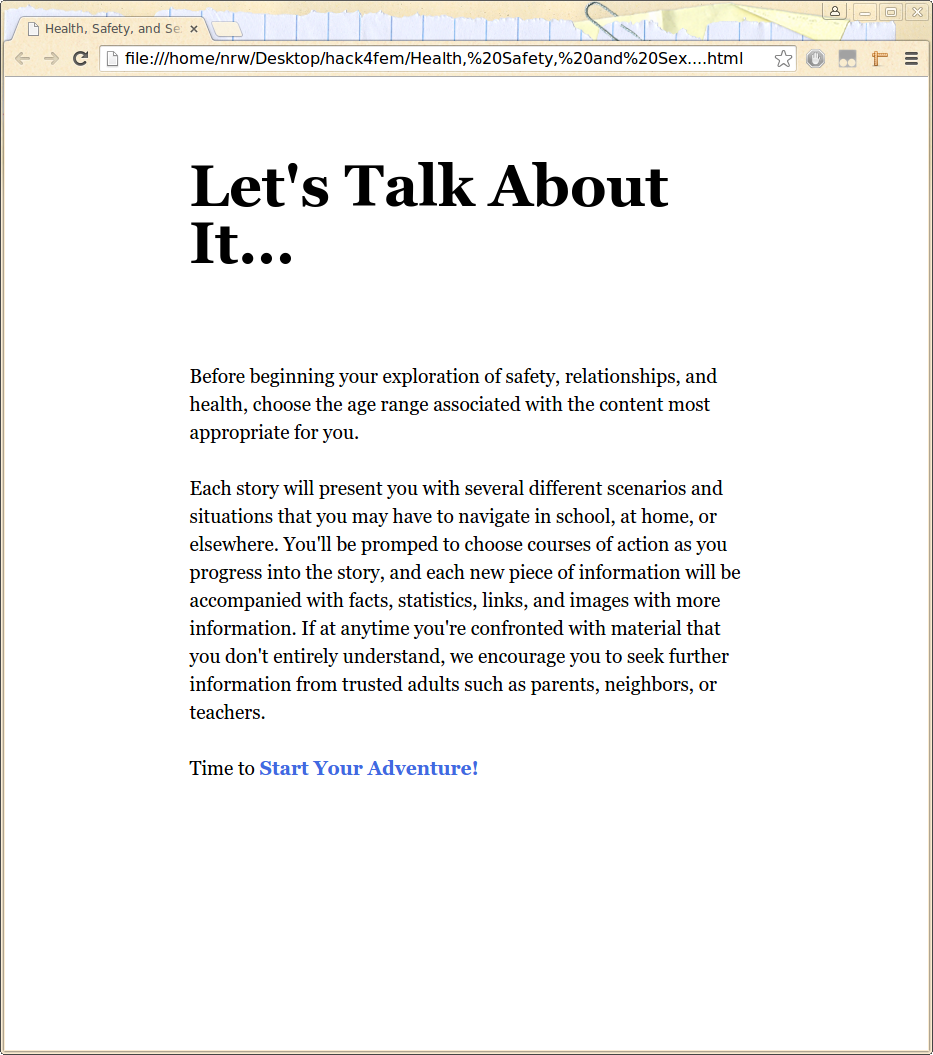 Health, Safety, and Se
file:///home/nrw/Desktop/hack4fem/Health,%20Safety,%20and%20Sex....html
Let's Talk About
It...
Before beginning your exploration of safety, relationships, and
health, choose the age range associated with the content most
appropriate for you.
Each story will present you with several different scenarios and
situations that you may have to navigate in school, at home, or
elsewhere. You'll be promped to choose courses of action as you
progress into the story, and each new piece of information will be
accompanied with facts, statistics, links, and images with more
information. If at anytime you're confronted with material that
you don't entirely understand, we encourage you to seek further
information from trusted adults such as parents, neighbors, or
teachers.
Time to Start Your Adventure!